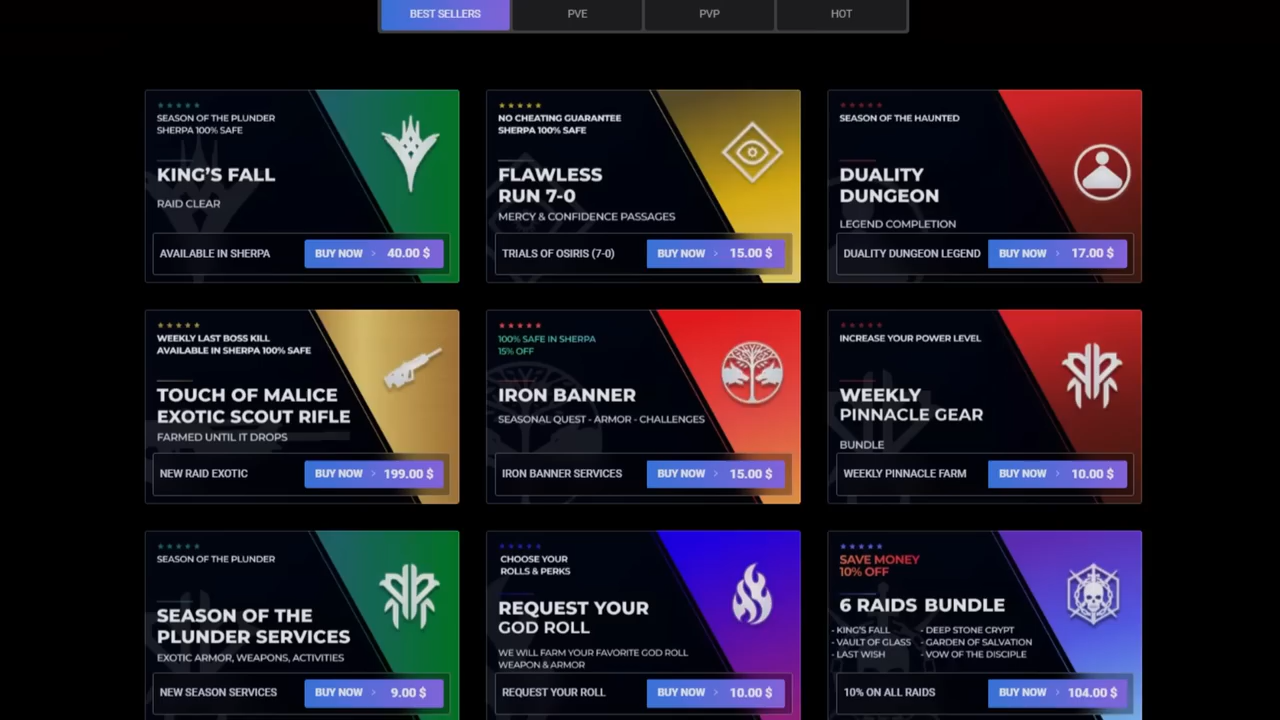 BEST SELLERS
PVE
PVP
HOT
SEASON OF THE PLUNDER
SHERPA 100% SAFE
KING'S FALL
RAID CLEAR
AVAILABLE IN SHERPA
BUY NOW > 40.00 $
NO CHEATING GUARANTEE
SHERPA 100% SAFE
FLAWLESS
RUN 7-0
MERCY & CONFIDENCE PASSAGES
TRIALS OF OSIRIS (7-0)
BUY NOW > 15.00 $
SEASON OF THE HAUNTED
DUALITY
DUNGEON
LEGEND COMPLETION
DUALITY DUNGEON LEGEND
BUY NOW > 17.00 $
WEEKLY LAST BOSS KILL
AVAILABLE IN SHERPA 100% SAFE
TOUCH OF MALICE
EXOTIC SCOUT RIFLE
FARMED UNTIL IT DROPS
NEW RAID EXOTIC
BUY NOW > 199.00 $
100% SAFE IN SHERPA
15% OFF
IRON BANNER
SEASONAL QUEST - ARMOR - CHALLENGES
IRON BANNER SERVICES
BUY NOW > 15.00 $
INCREASE YOUR POWER LEVEL
WEEKLY
PINNACLE GEAR
BUNDLE
WEEKLY PINNACLE FARM
BUY NOW > 10.00 $
SEASON OF THE PLUNDER
SEASON OF THE
PLUNDER SERVICES
EXOTIC ARMOR, WEAPONS, ACTIVITIES
NEW SEASON SERVICES
BUY NOW > 9.00 $
CHOOSE YOUR
ROLLS & PERKS
REQUEST YOUR
GOD ROLL
WE WILL FARM YOUR FAVORITE GOD ROLL
WEAPON & ARMOR
REQUEST YOUR ROLL
BUY NOW > 10.00 $
SAVE MONEY
10% OFF
6 RAIDS BUNDLE
- KING'S FALL - DEEP STONE CRYPT
- VAULT OF GLASS - GARDEN OF SALVATION
- LAST WISH - VOW OF THE DISCIPLE
10% ON ALL RAIDS
BUY NOW > 104.00 $